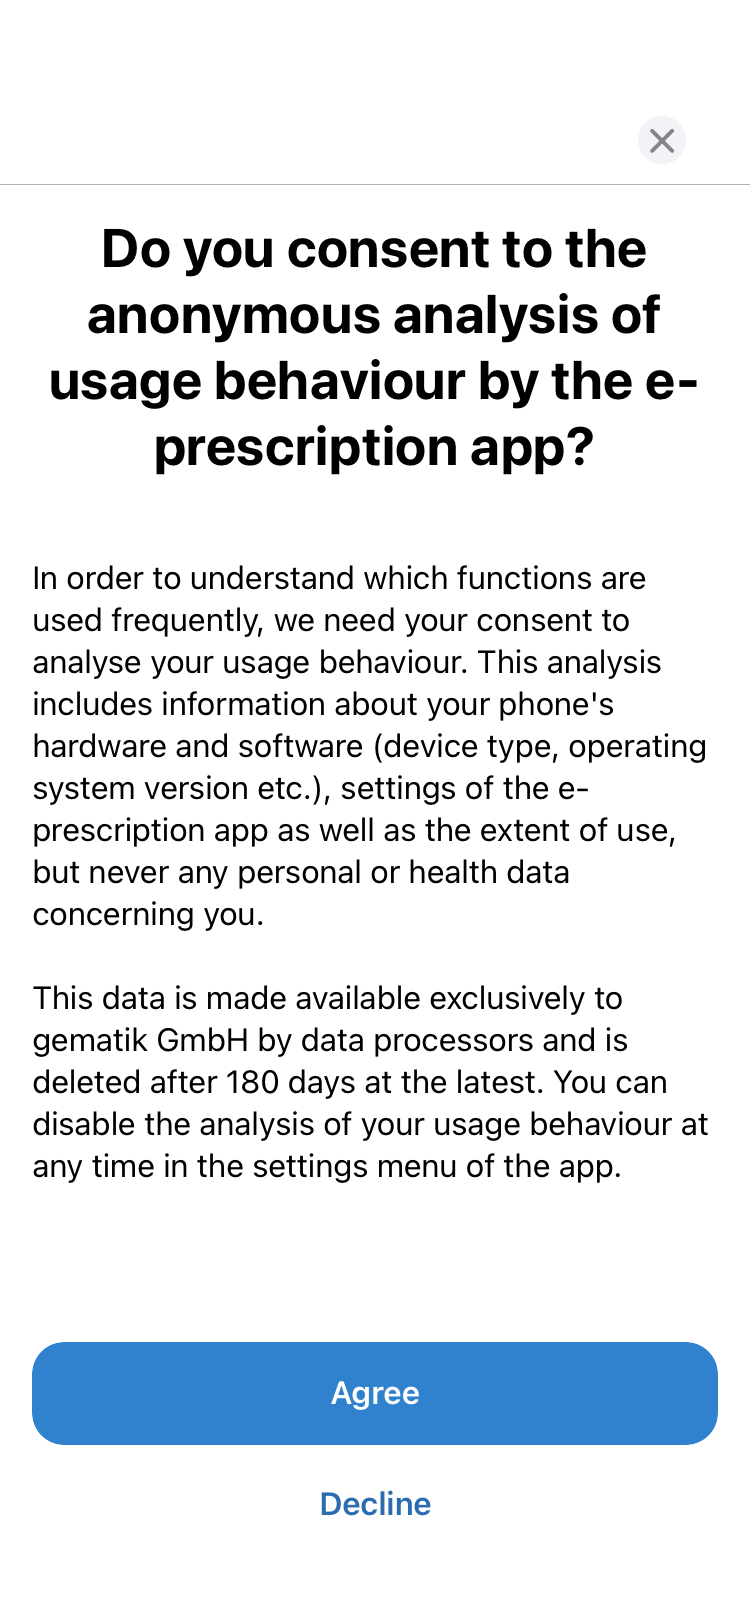 Do you consent to the
anonymous analysis of
usage behaviour by the e-
prescription app?
In order to understand which functions are
used frequently, we need your consent to
analyse your usage behaviour. This analysis
includes information about your phone's
hardware and software (device type, operating
system version etc.), settings of the e-
prescription app as well as the extent of use,
but never any personal or health data
concerning you.
This data is made available exclusively to
gematik GmbH by data processors and is
deleted after 180 days at the latest. You can
disable the analysis of your usage behaviour at
any time in the settings menu of the app.
Agree
Decline